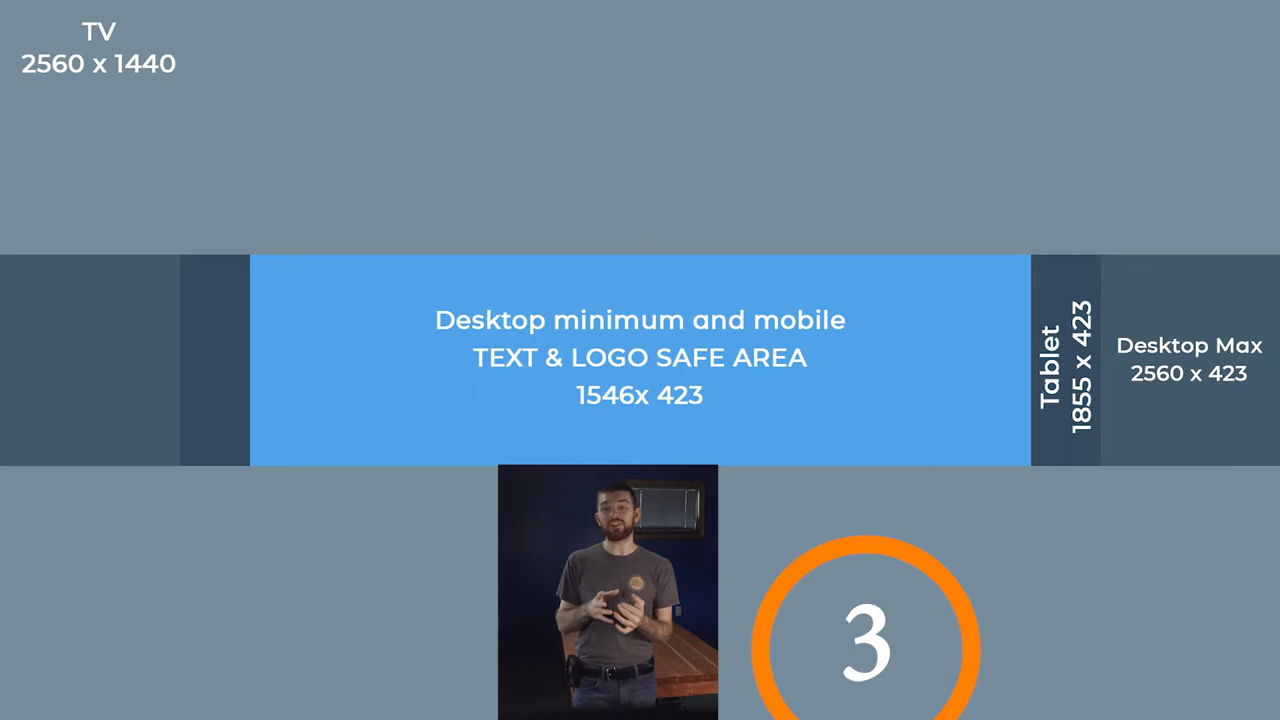 TV
2560 x 1440
Desktop minimum and mobile
TEXT & LOGO SAFE AREA
1546x 423
Tablet
1855 x 423
Desktop Max
2560 x 423
3